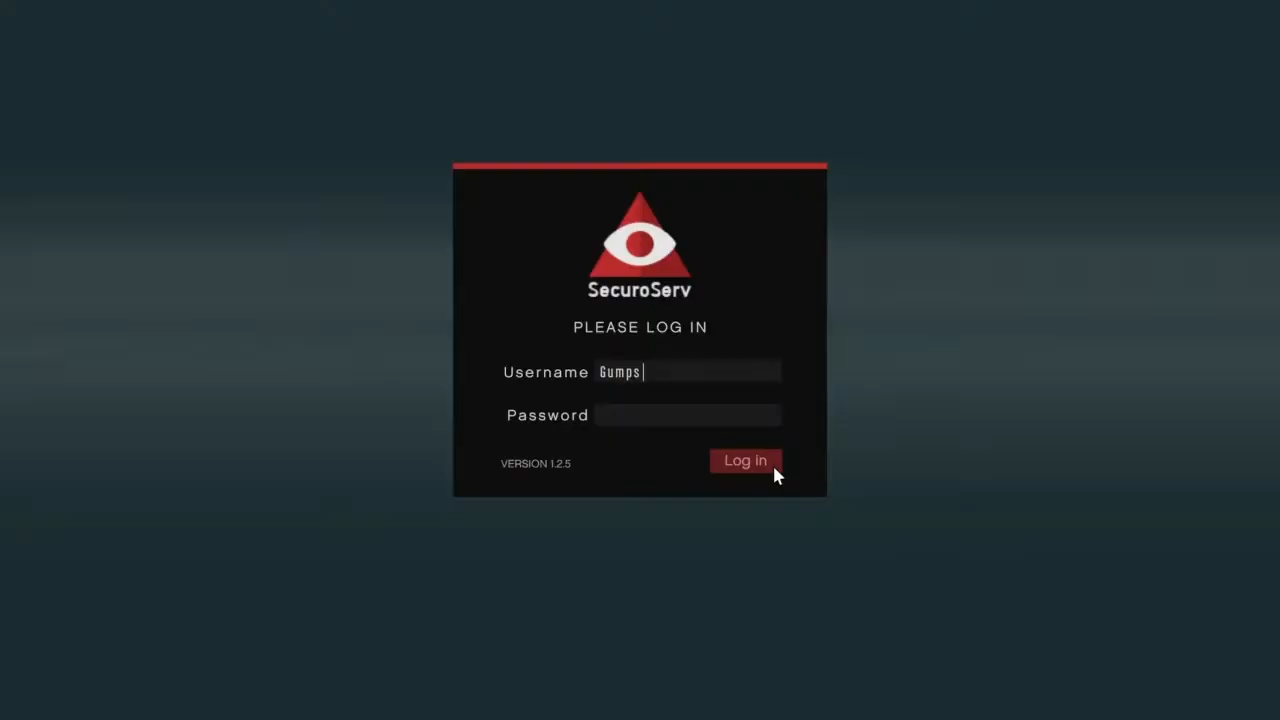 SecuroServ
PLEASE LOG IN
Username Gumps
Password
VERSION 1.2.5 Log in